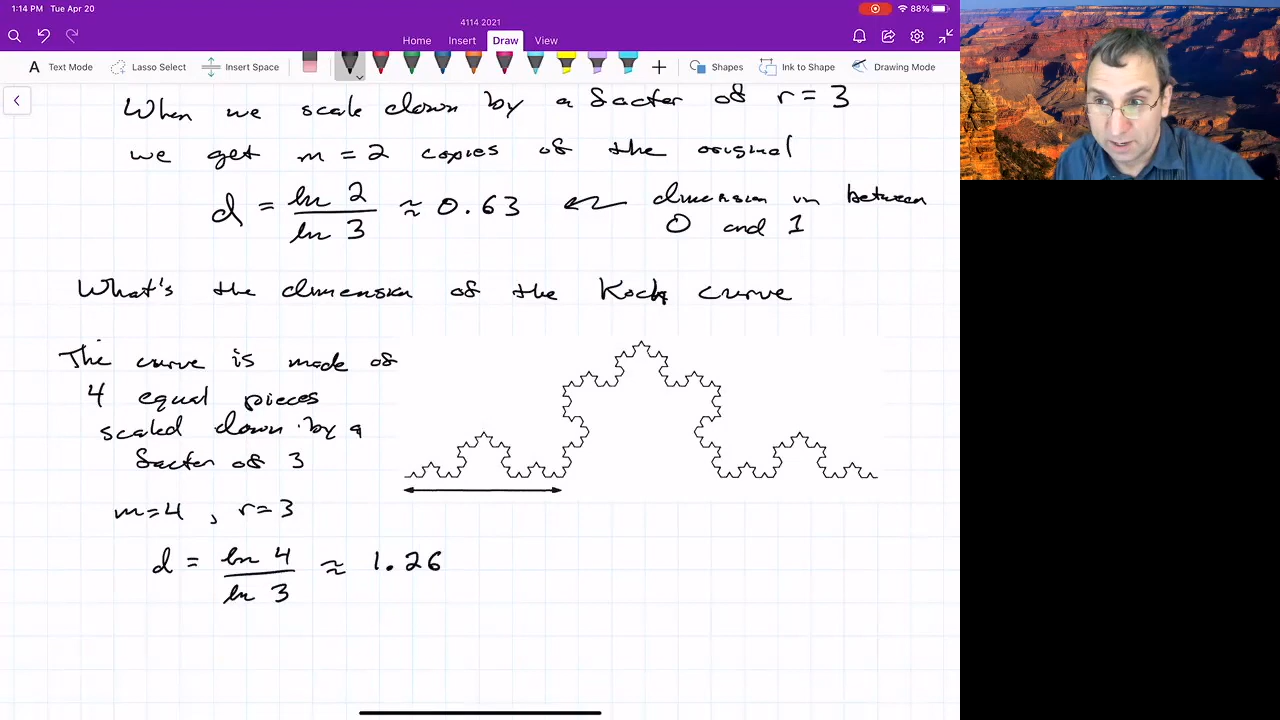 1:14 PM Tue Apr 20
88%
4114 2021
Home Insert Draw View
A Text Mode Lasso Select Insert Space Shapes Ink to Shape Drawing Mode
When we scale down by a factor of r = 3
we get m = 2 copies of the original
d = ln 2 / ln 3 ≈ 0.63 ← dimension in between
0 and 1
What's the dimension of the Koch curve
The curve is made of
4 equal pieces
scaled down by a
factor of 3
m=4 , r=3
d = ln 4 / ln 3 ≈ 1.26